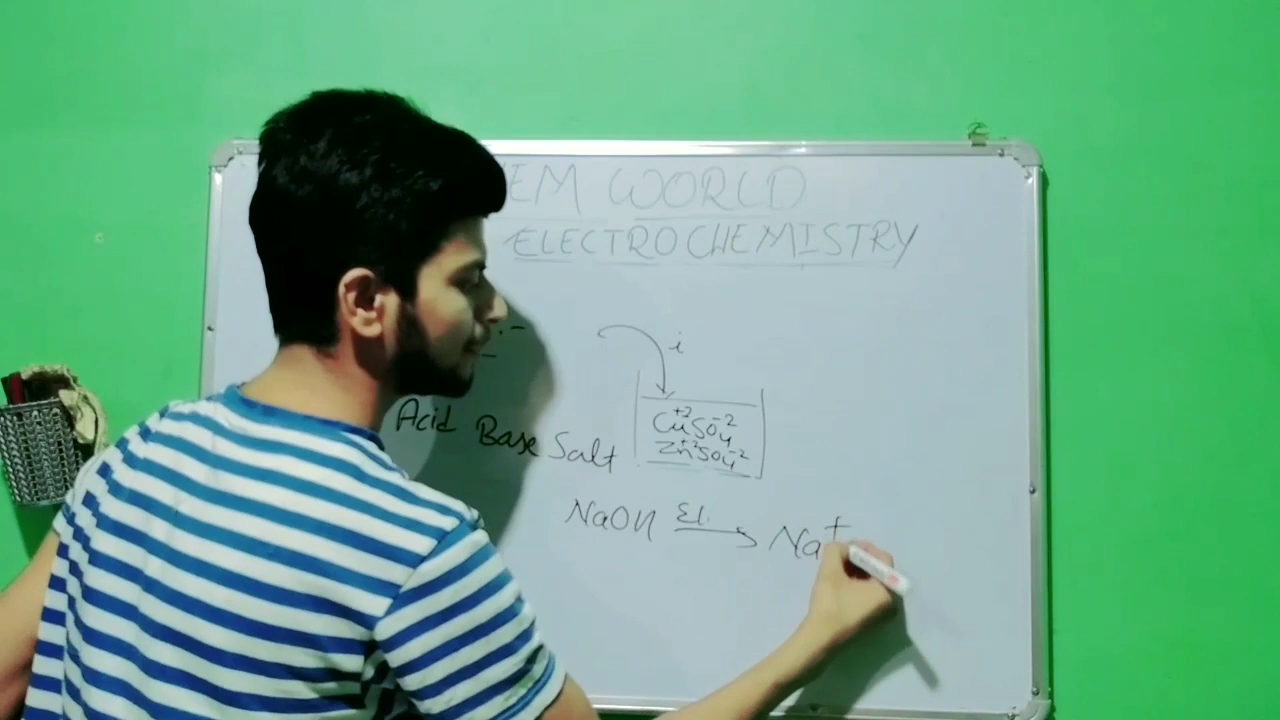 EM WORLD
ELECTROCHEMISTRY
:-
i
Acid Base Salt
Cu+2SO4-2
Zn+2SO4-2
NaOH El. → Na+